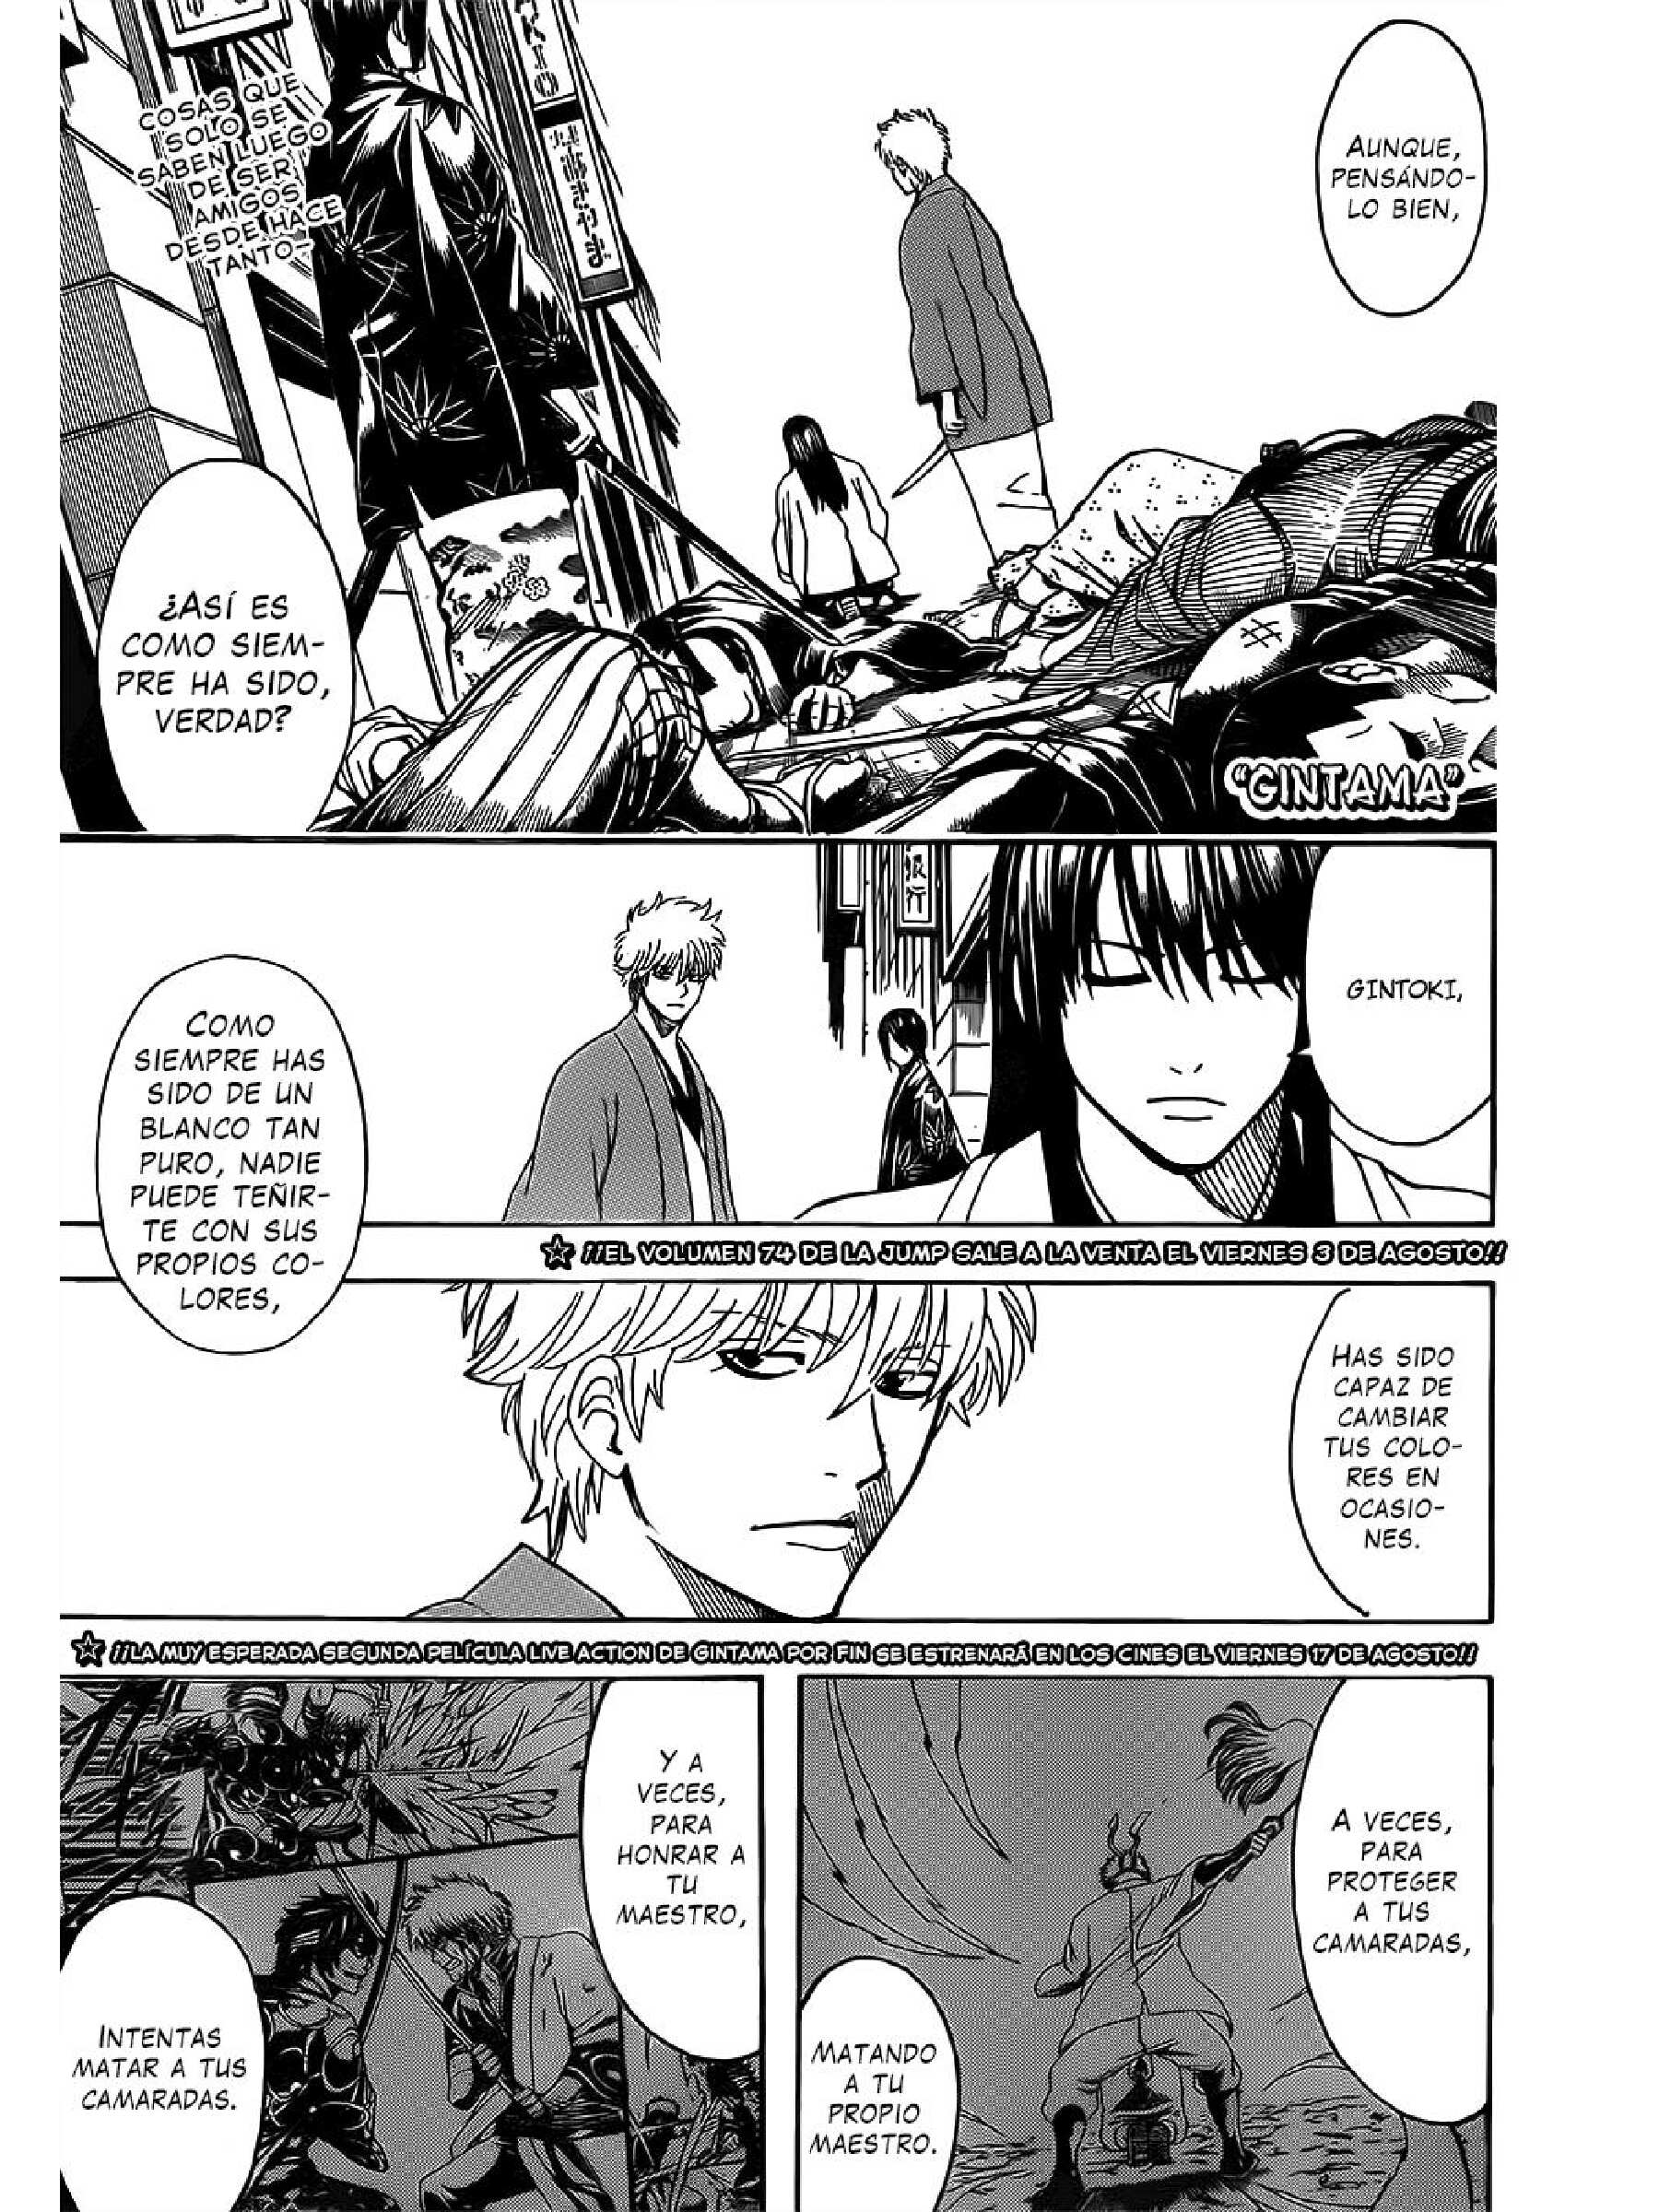 AUNQUE,
PENSÁNDO-
LO BIEN,
COSAS QUE
SOLO SE
SABEN LUEGO
DE SER
AMIGOS
DESDE HACE
TANTO-
¿ASÍ ES
COMO SIEM-
PRE HA SIDO,
VERDAD?
"GINTAMA"
GINTOKI,
銀行
COMO
SIEMPRE HAS
SIDO DE UN
BLANCO TAN
PURO, NADIE
PUEDE TEÑIR-
TE CON SUS
PROPIOS CO-
LORES,
☆ ¡¡EL VOLUMEN 74 DE LA JUMP SALE A LA VENTA EL VIERNES 3 DE AGOSTO!!
HAS SIDO
CAPAZ DE
CAMBIAR
TUS COLO-
RES EN
OCASIO-
NES.
☆ ¡¡LA MUY ESPERADA SEGUNDA PELÍCULA LIVE ACTION DE GINTAMA POR FIN SE ESTRENARÁ EN LOS CINES EL VIERNES 17 DE AGOSTO!!
A VECES,
PARA
PROTEGER
A TUS
CAMARADAS,
MATANDO
A TU
PROPIO
MAESTRO.
Y A
VECES,
PARA
HONRAR A
TU
MAESTRO,
INTENTAS
MATAR A TUS
CAMARADAS.